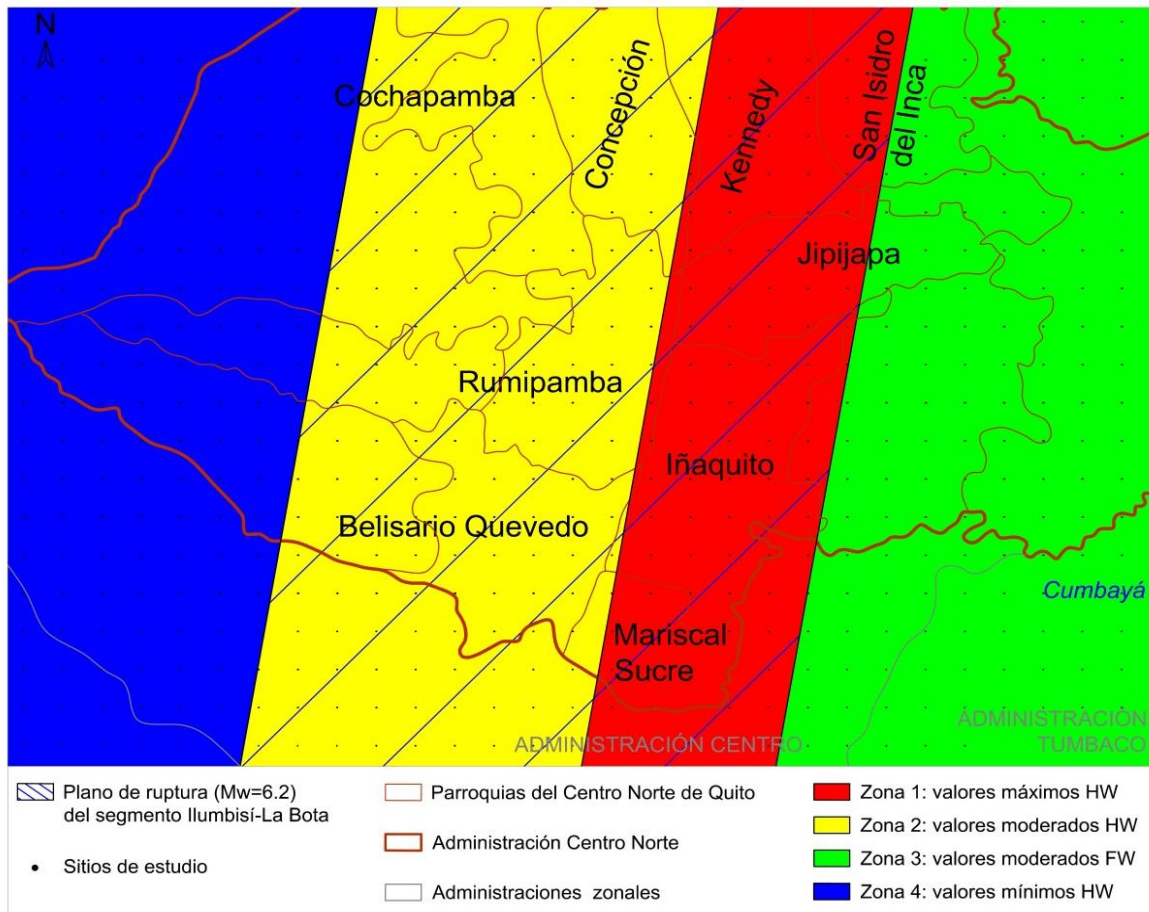 N
Cochapamba
Concepción
Kennedy
San Isidro
del Inca
Jipijapa
Rumipamba
Iñaquito
Belisario Quevedo
Cumbayá
Mariscal
Sucre
ADMINISTRACIÓN CENTRO
ADMINISTRACIÓN
TUMBACO
Plano de ruptura (Mw=6.2)
del segmento Ilumbisí-La Bota
Sitios de estudio
Parroquias del Centro Norte de Quito
Administración Centro Norte
Administraciones zonales
Zona 1: valores máximos HW
Zona 2: valores moderados HW
Zona 3: valores moderados FW
Zona 4: valores mínimos HW